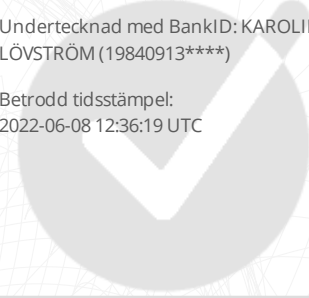 Undertecknad med BankID:
LÖVSTRÖM (19840913****)
Betrodd tidsstämpel:
2022-06-08 12:36:19 UTC